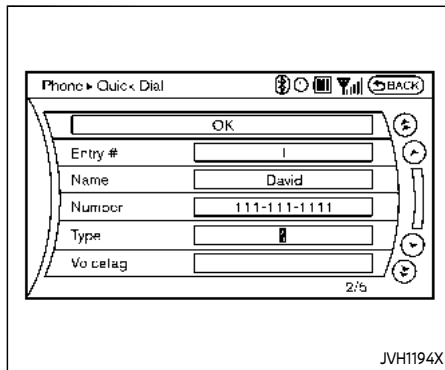 Phone ▸ Quick Dial BACK
OK
Entry # 1
Name David
Number 111-111-1111
Type
Voicetag
2/5
JVH1194X